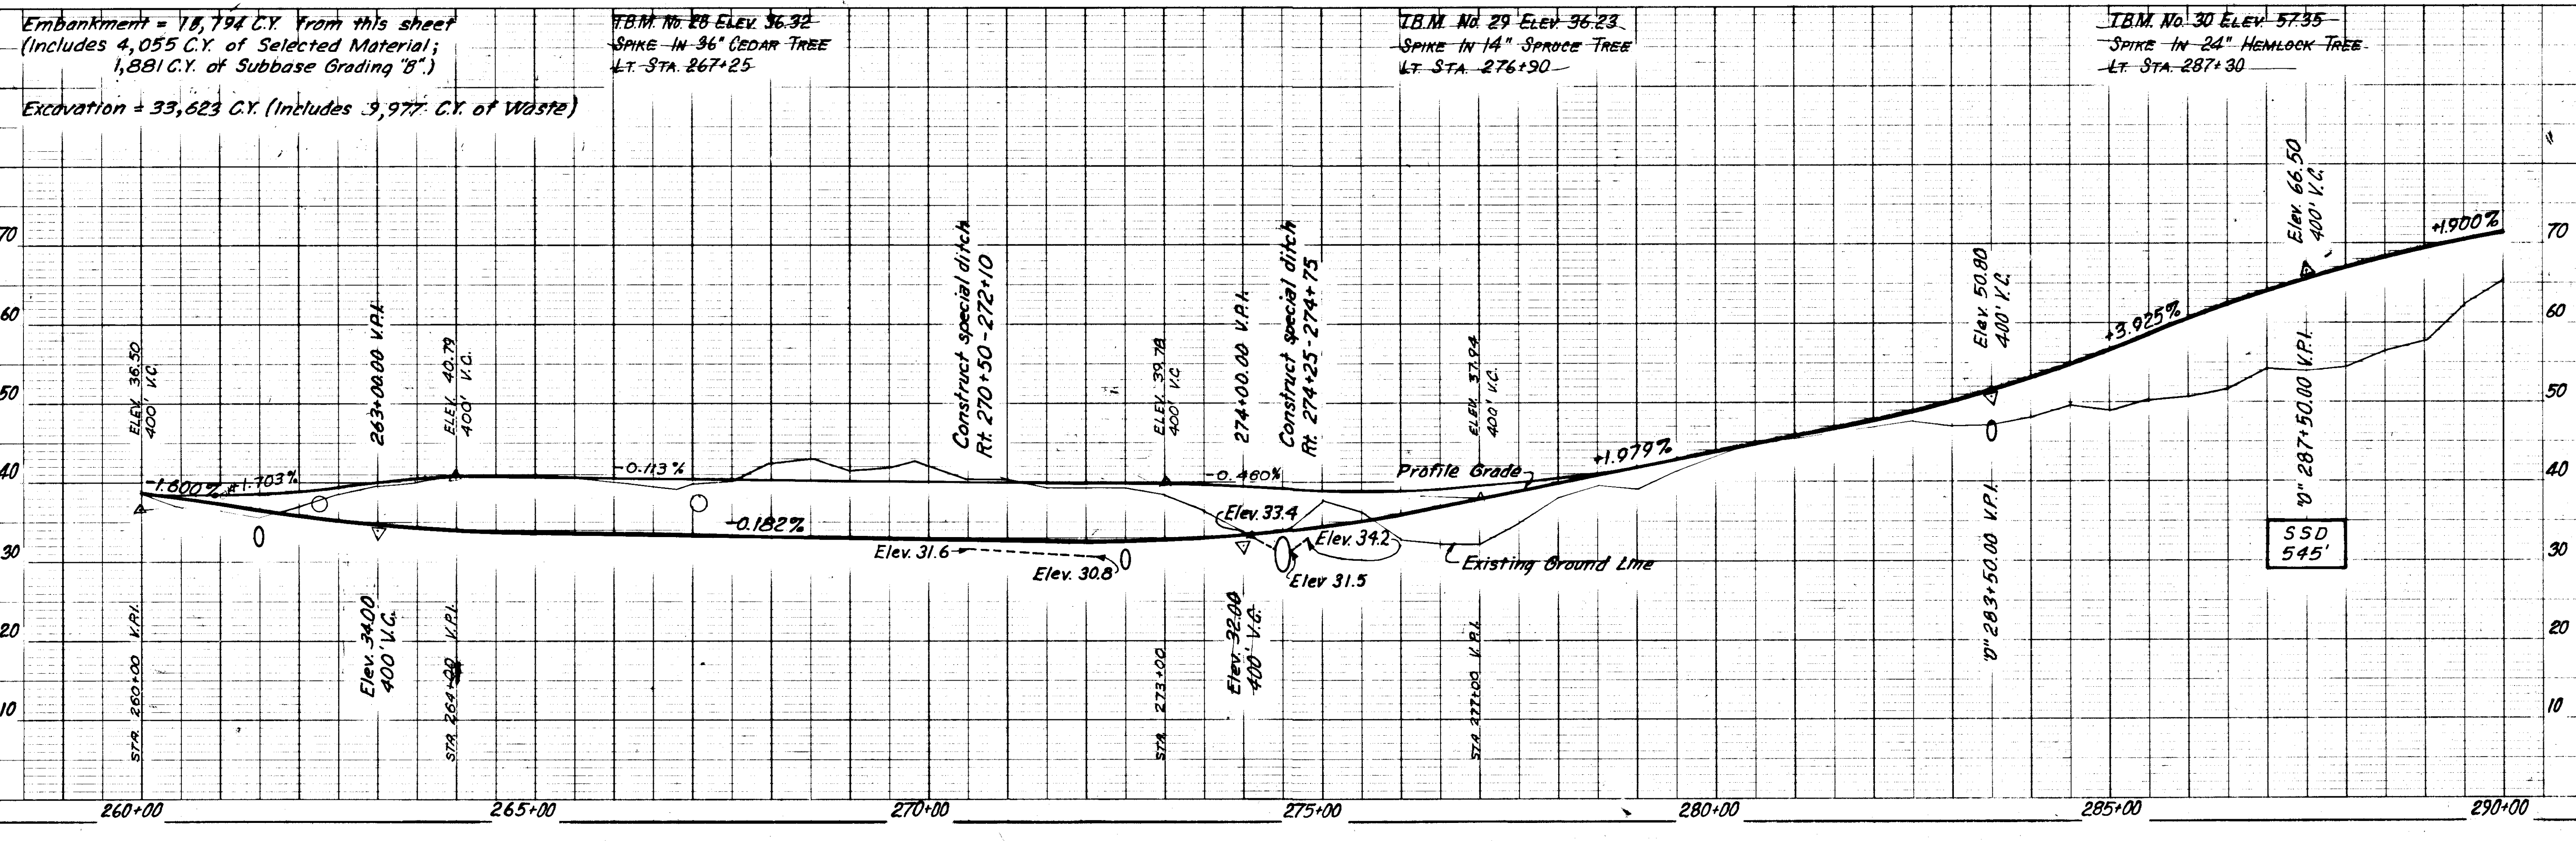 Embankment = 18,794 C.Y. from this sheet
(Includes 4,055 C.Y. of Selected Material;
1,881 C.Y. of Subbase Grading "B".)
Excavation = 33,623 C.Y. (Includes 9,977 C.Y. of Waste)
T.B.M. No. 28 ELEV. 36.32
SPIKE IN 36" CEDAR TREE
LT. STA. 267+25
T.B.M. No. 29 ELEV. 36.23
SPIKE IN 14" SPRUCE TREE
LT. STA. 276+90
T.B.M. No. 30 ELEV. 57.35
SPIKE IN 24" HEMLOCK TREE
LT. STA. 287+30
70
60
50
40
30
20
10
ELEV. 36.50
400' V.C.
STA. 260+00 V.P.I.
-1.600%
+1.703%
263+00.00 V.P.I.
Elev. 34.00
400' V.C.
ELEV. 40.79
400' V.C.
STA. 264+00 V.P.I.
-0.113%
-0.182%
Construct special ditch
Rt. 270+50-272+10
Elev. 31.6
Elev. 30.8
ELEV. 39.78
400' V.C.
STA. 273+00
-0.460%
274+00.00 V.P.I.
Elev. 32.00
400' V.C.
Construct special ditch
Rt. 274+25-274+75
Elev. 33.4
Elev. 34.2
Elev 31.5
ELEV. 37.94
400' V.C.
STA 277+00 V.P.I.
Profile Grade
Existing Ground Line
+1.979%
Elev. 50.80
400' V.C.
"D" 283+50.00 V.P.I.
+3.925%
Elev. 66.50
400' V.C.
"D" 287+50.00 V.P.I.
SSD
545'
+1.900%
70
60
50
40
30
20
10
260+00
265+00
270+00
275+00
280+00
285+00
290+00